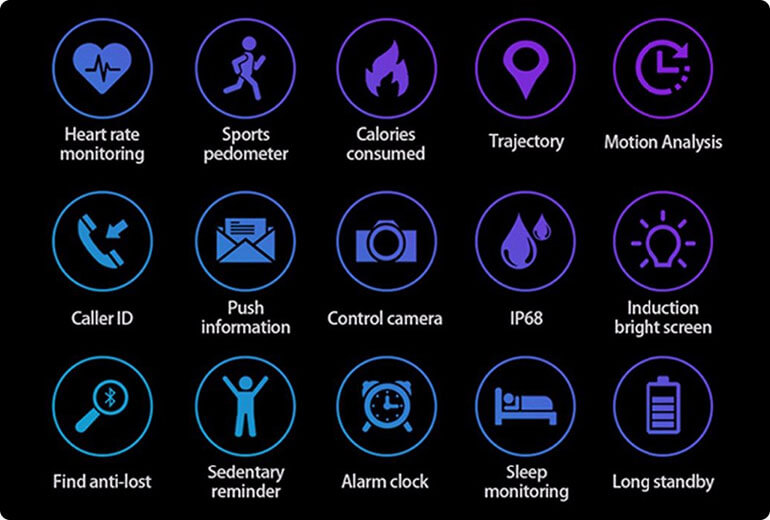 Heart rate
monitoring
Sports
pedometer
Calories
consumed
Trajectory
Motion Analysis
Caller ID
Push
information
Control camera
IP68
Induction
bright screen
Find anti-lost
Sedentary
reminder
Alarm clock
Sleep
monitoring
Long standby